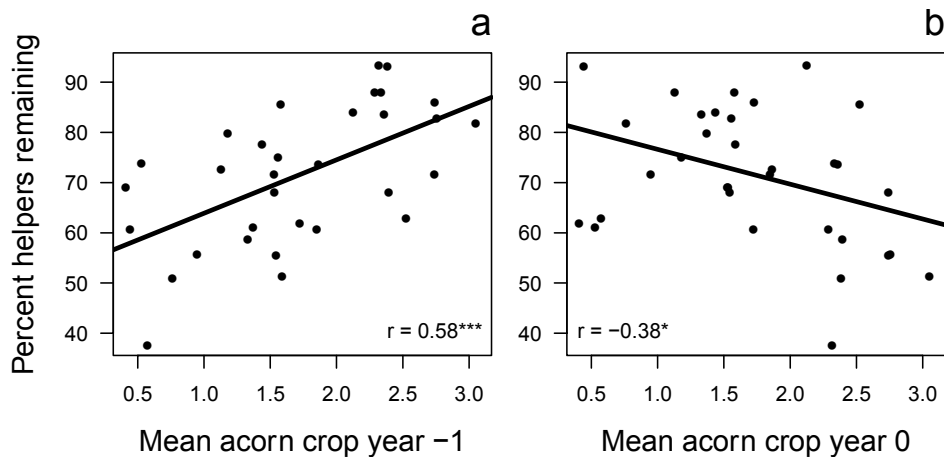 a
b
Percent helpers remaining
90
80
70
60
50
40
r = 0.58***
0.5 1.0 1.5 2.0 2.5 3.0
Mean acorn crop year −1
90
80
70
60
50
40
r = −0.38*
0.5 1.0 1.5 2.0 2.5 3.0
Mean acorn crop year 0